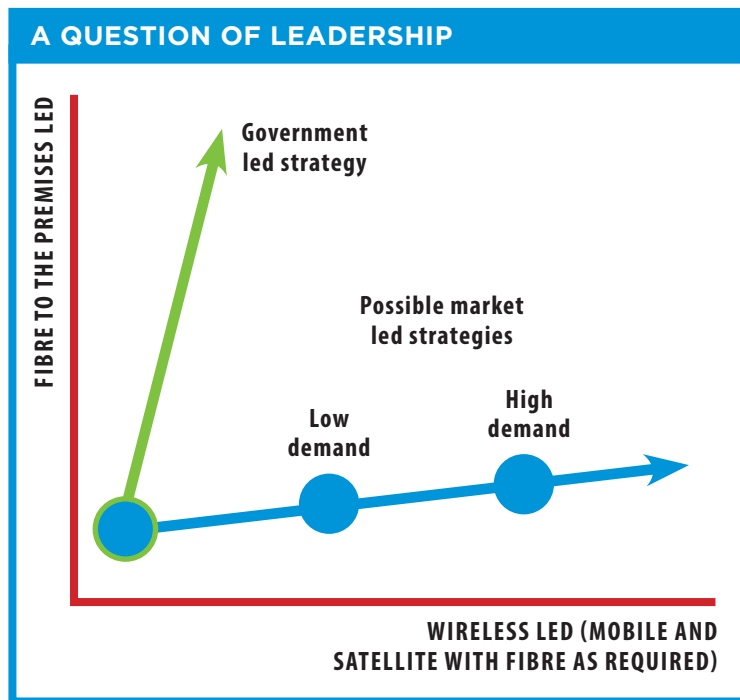 A QUESTION OF LEADERSHIP
FIBRE TO THE PREMISES LED
Government
led strategy
Possible market
led strategies
Low
demand
High
demand
WIRELESS LED (MOBILE AND
SATELLITE WITH FIBRE AS REQUIRED)